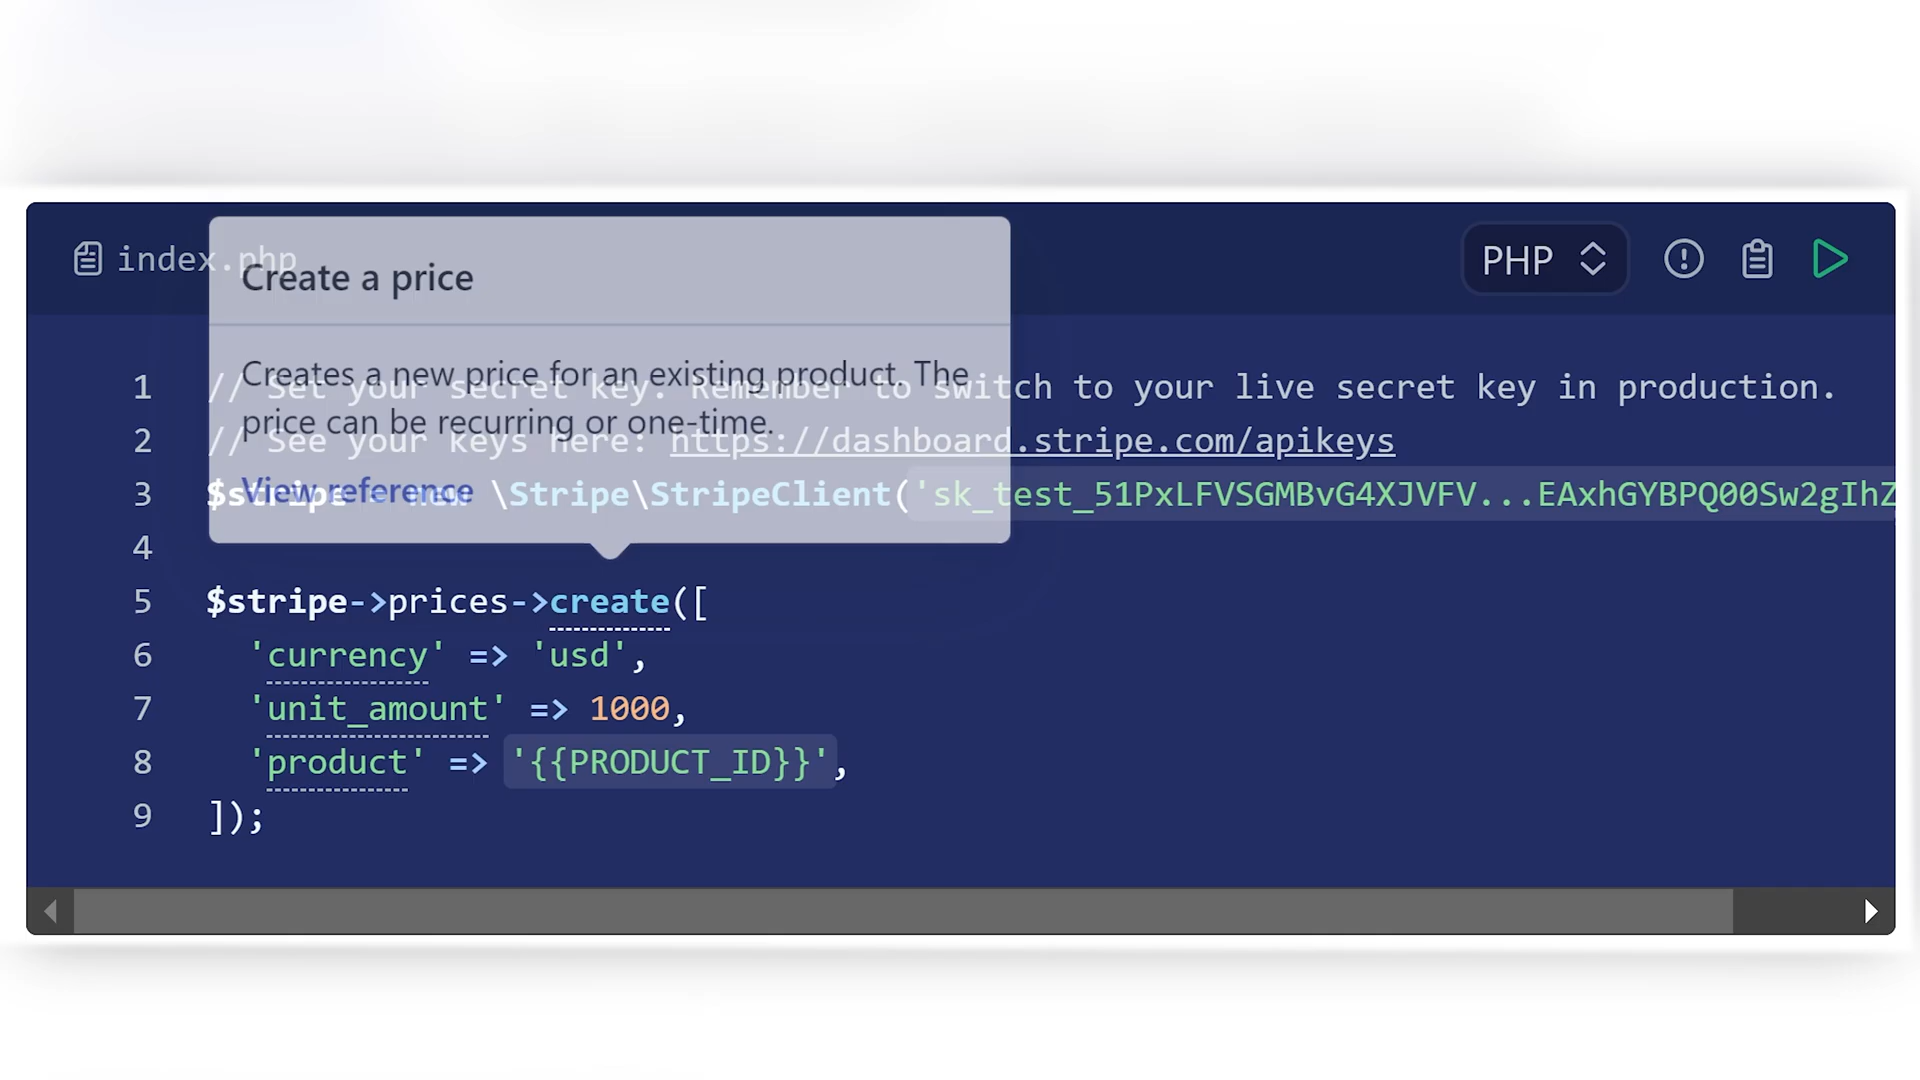 index.php
PHP
Create a price
Creates a new price for an existing product. The
price can be recurring or one-time.
View reference
1 // Set your secret key. Remember to switch to your live secret key in production.
2 // See your keys here: https://dashboard.stripe.com/apikeys
3 $stripe = new \Stripe\StripeClient('sk_test_51PxLFVSGMBvG4XJVFV...EAxhGYBPQ00Sw2gIhZ
4
5 $stripe->prices->create([
6 'currency' => 'usd',
7 'unit_amount' => 1000,
8 'product' => '{{PRODUCT_ID}}',
9 ]);